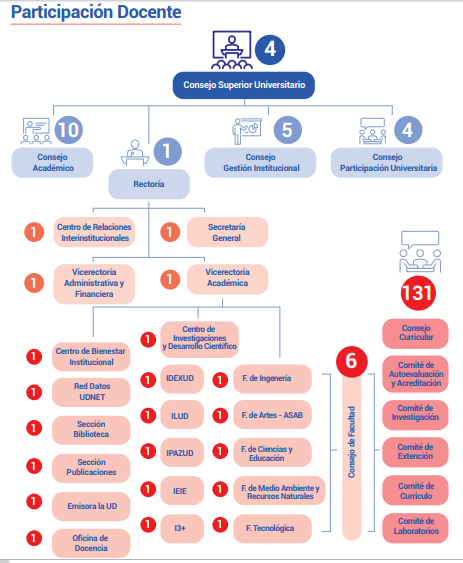 Participación Docente
4
Consejo Superior Universitario
10
Consejo
Académico
1
Rectoría
5
Consejo
Gestión Institucional
4
Consejo
Participación Universitaria
1
Centro de Relaciones
Interinstitucionales
1
Secretaría
General
1
Vicerectoría
Administrativa y
Financiera
1
Vicerectoría
Académica
131
Consejo
Curricular
Comité de
Autoevaluación
y Acreditación
Comité de
Investigación
Comité de
Extención
Comité de
Curriculo
Comité de
Laboratorios
6
Consejo de Facultad
1
Centro de Bienestar
Institucional
1
Red Datos
UDNET
1
Sección
Biblioteca
1
Sección
Publicaciones
1
Emisora la UD
1
Oficina de
Docencia
1
Centro de
Investigaciones
y Desarrollo Científico
1
IDEXUD
1
ILUD
1
IPAZUD
1
IEIE
1
I3+
1
F. de Ingenería
1
F. de Artes - ASAB
1
F. de Ciencias y
Educación
1
F. de Medio Ambiente y
Recursos Naturales
1
F. Tecnológica